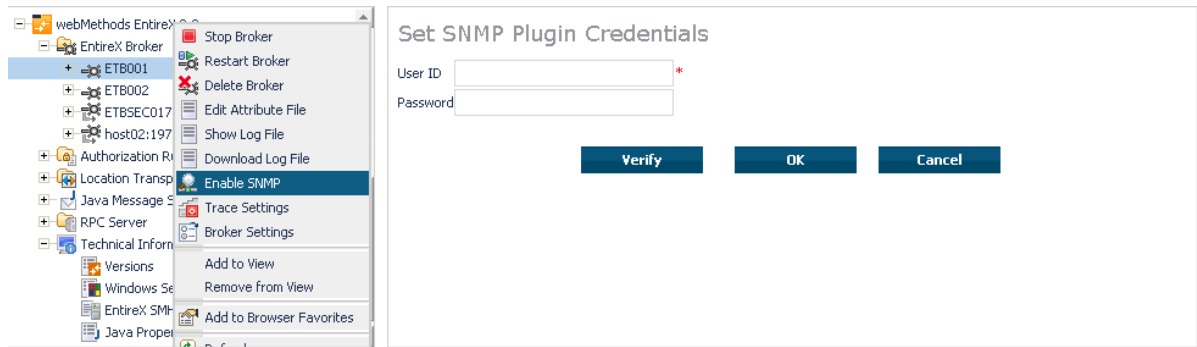 webMethods EntireX
EntireX Broker
ETB001
ETB002
ETBSEC017
host02:197
Authorization R
Location Transp
Java Message S
RPC Server
Technical Inform
Versions
Windows Se
EntireX SMH
Java Proper
Stop Broker
Restart Broker
Delete Broker
Edit Attribute File
Show Log File
Download Log File
Enable SNMP
Trace Settings
Broker Settings
Add to View
Remove from View
Add to Browser Favorites
Set SNMP Plugin Credentials
User ID *
Password
Verify OK Cancel